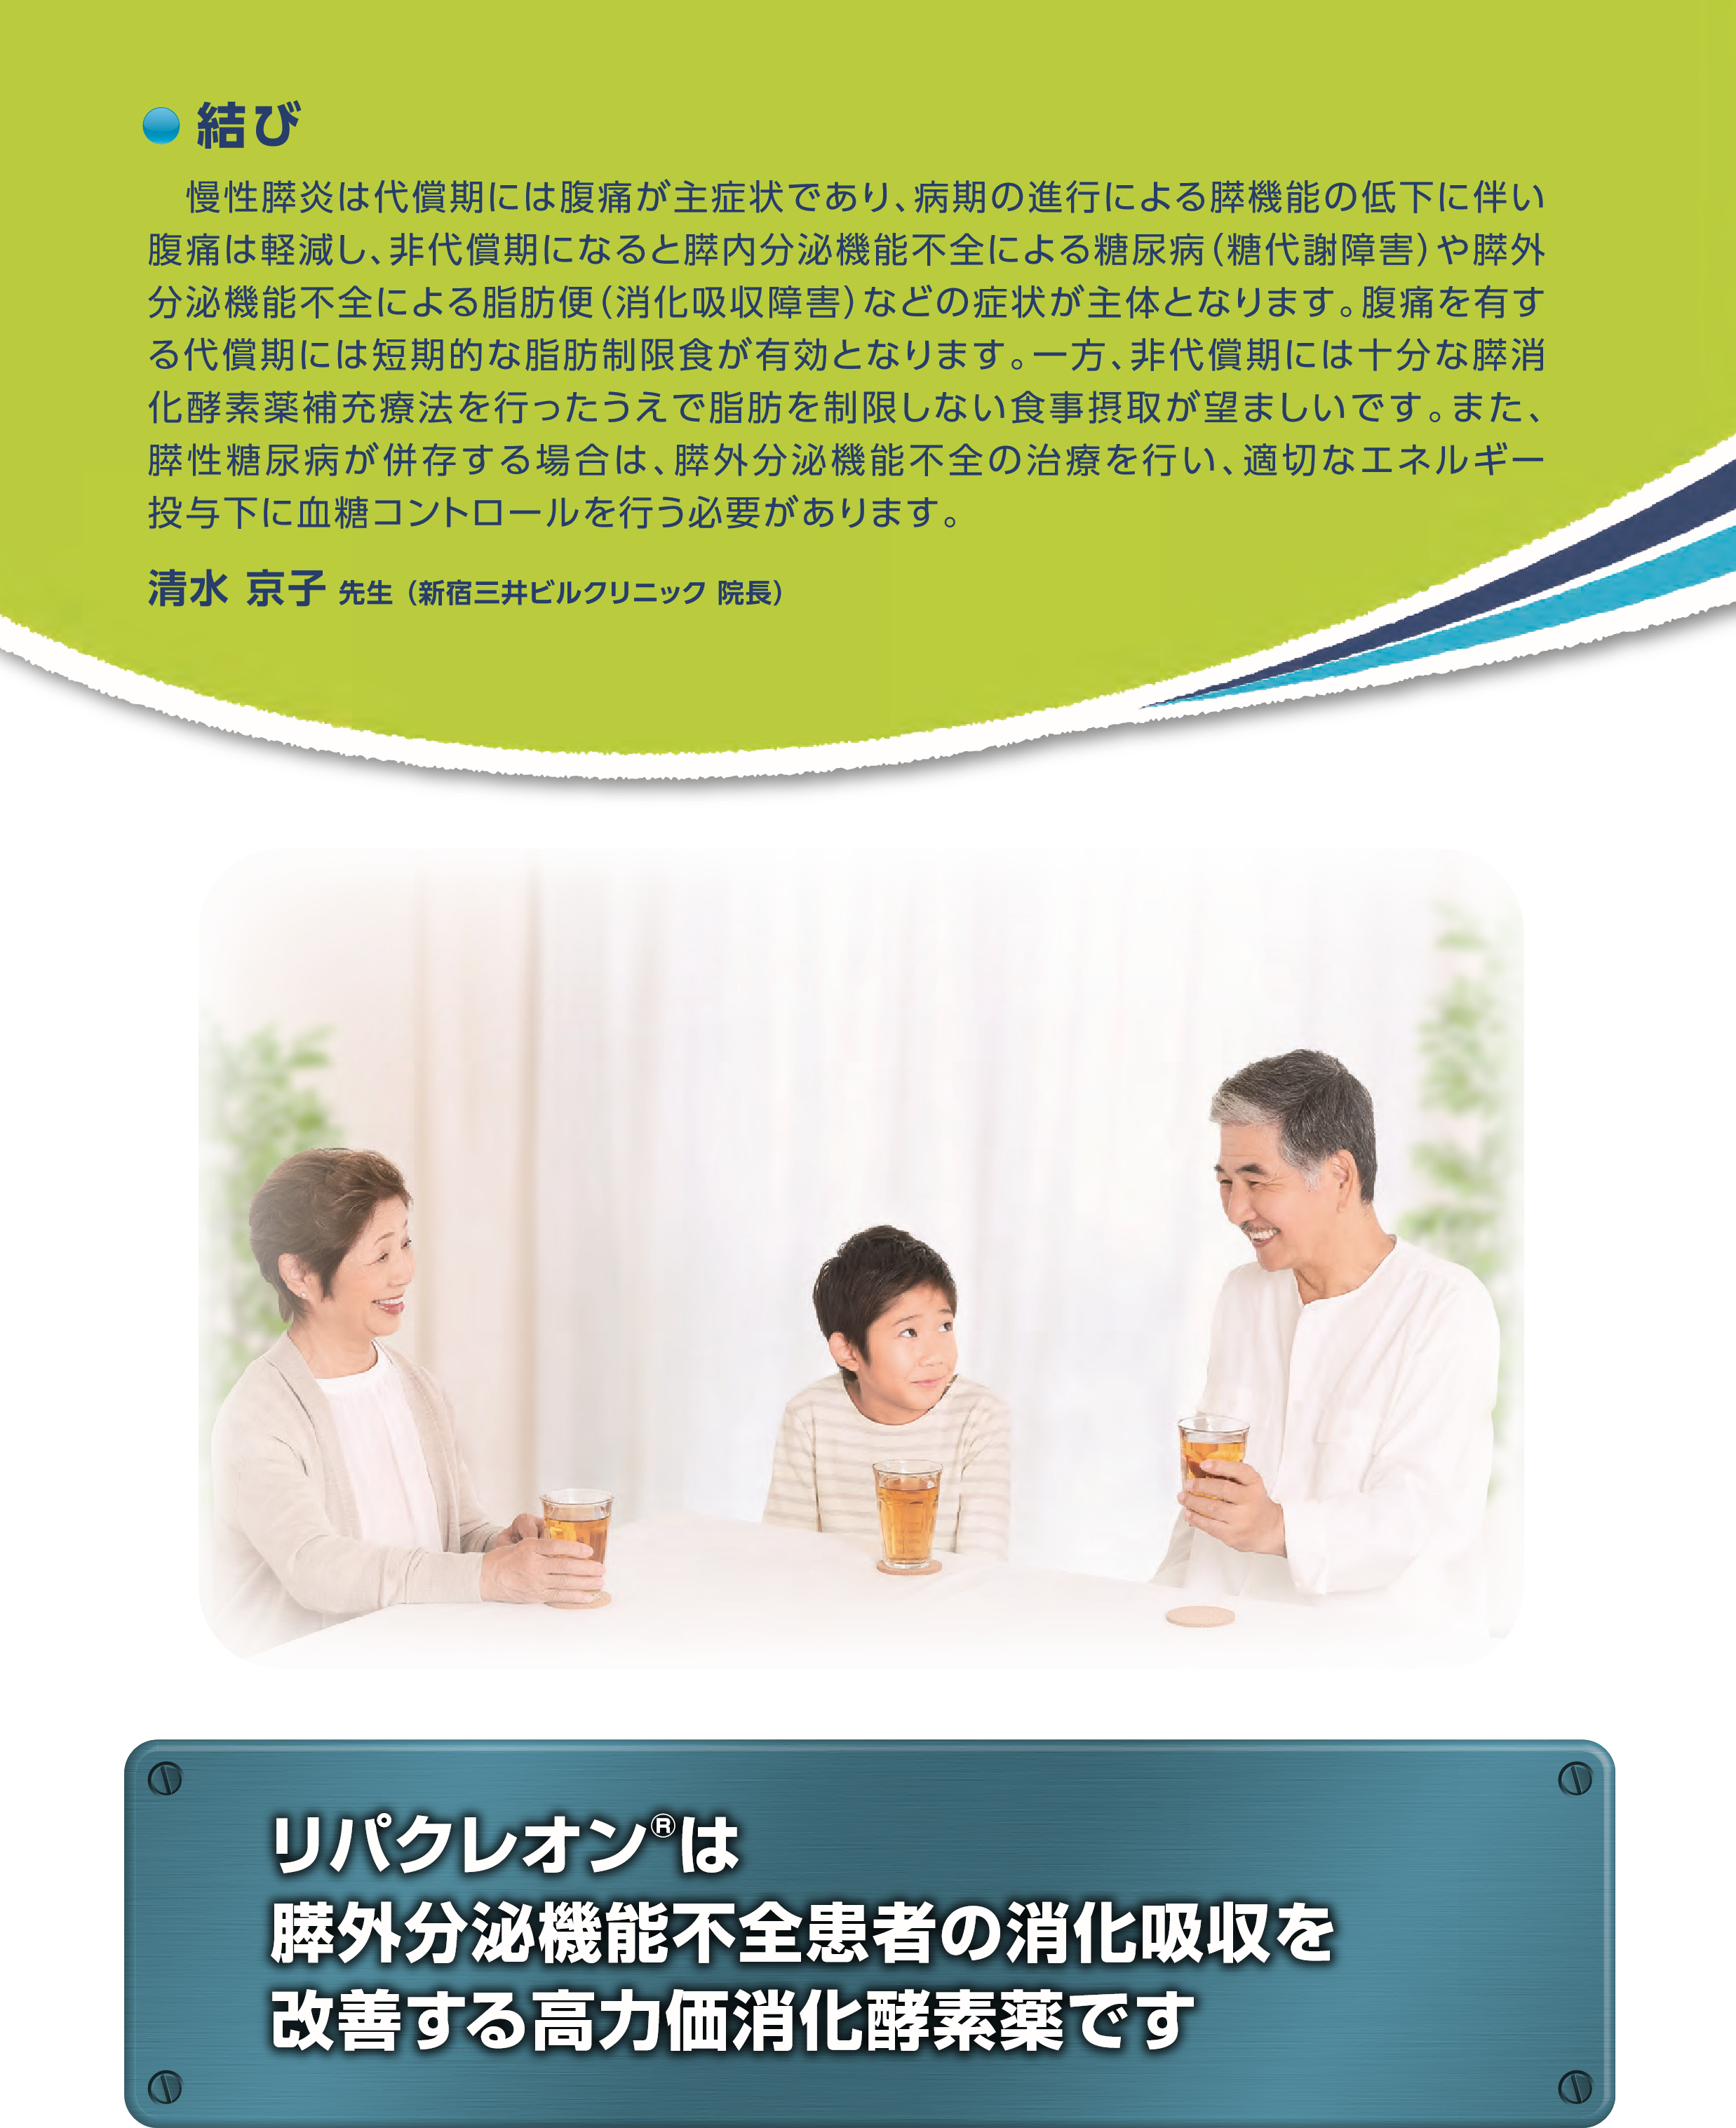 結び
慢性膵炎は代償期には腹痛が主症状であり、病期の進行による膵機能の低下に伴い
腹痛は軽減し、非代償期になると膵内分泌機能不全による糖尿病（糖代謝障害）や膵外
分泌機能不全による脂肪便（消化吸収障害）などの症状が主体となります。腹痛を有す
る代償期には短期的な脂肪制限食が有効となります。一方、非代償期には十分な膵消
化酵素薬補充療法を行ったうえで脂肪を制限しない食事摂取が望ましいです。また、
膵性糖尿病が併存する場合は、膵外分泌機能不全の治療を行い、適切なエネルギー
投与下に血糖コントロールを行う必要があります。
清水 京子 先生（新宿三井ビルクリニック 院長）
リパクレオン®は
膵外分泌機能不全患者の消化吸収を
改善する高力価消化酵素薬です